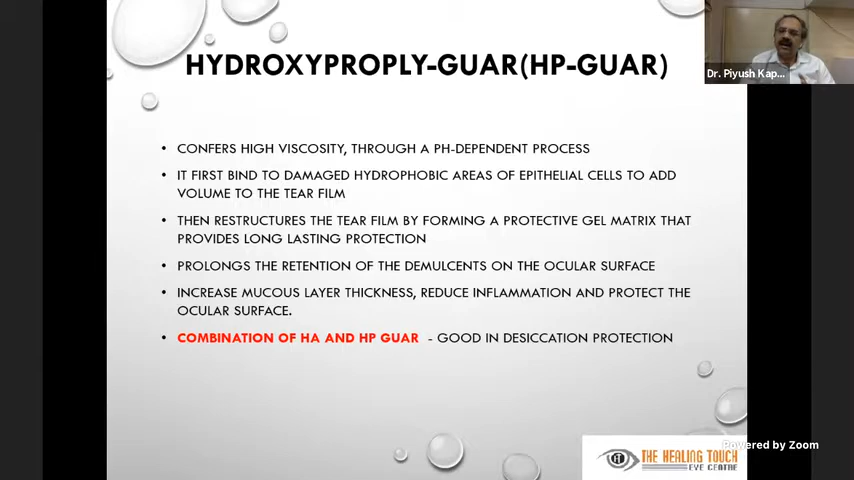 HYDROXYPROPLY-GUAR(HP-GUAR)
Dr. Piyush Kap...
• CONFERS HIGH VISCOSITY, THROUGH A PH-DEPENDENT PROCESS
• IT FIRST BIND TO DAMAGED HYDROPHOBIC AREAS OF EPITHELIAL CELLS TO ADD
VOLUME TO THE TEAR FILM
• THEN RESTRUCTURES THE TEAR FILM BY FORMING A PROTECTIVE GEL MATRIX THAT
PROVIDES LONG LASTING PROTECTION
• PROLONGS THE RETENTION OF THE DEMULCENTS ON THE OCULAR SURFACE
• INCREASE MUCOUS LAYER THICKNESS, REDUCE INFLAMMATION AND PROTECT THE
OCULAR SURFACE.
• COMBINATION OF HA AND HP GUAR - GOOD IN DESICCATION PROTECTION
Powered by Zoom
THE HEALING TOUCH
EYE CENTRE